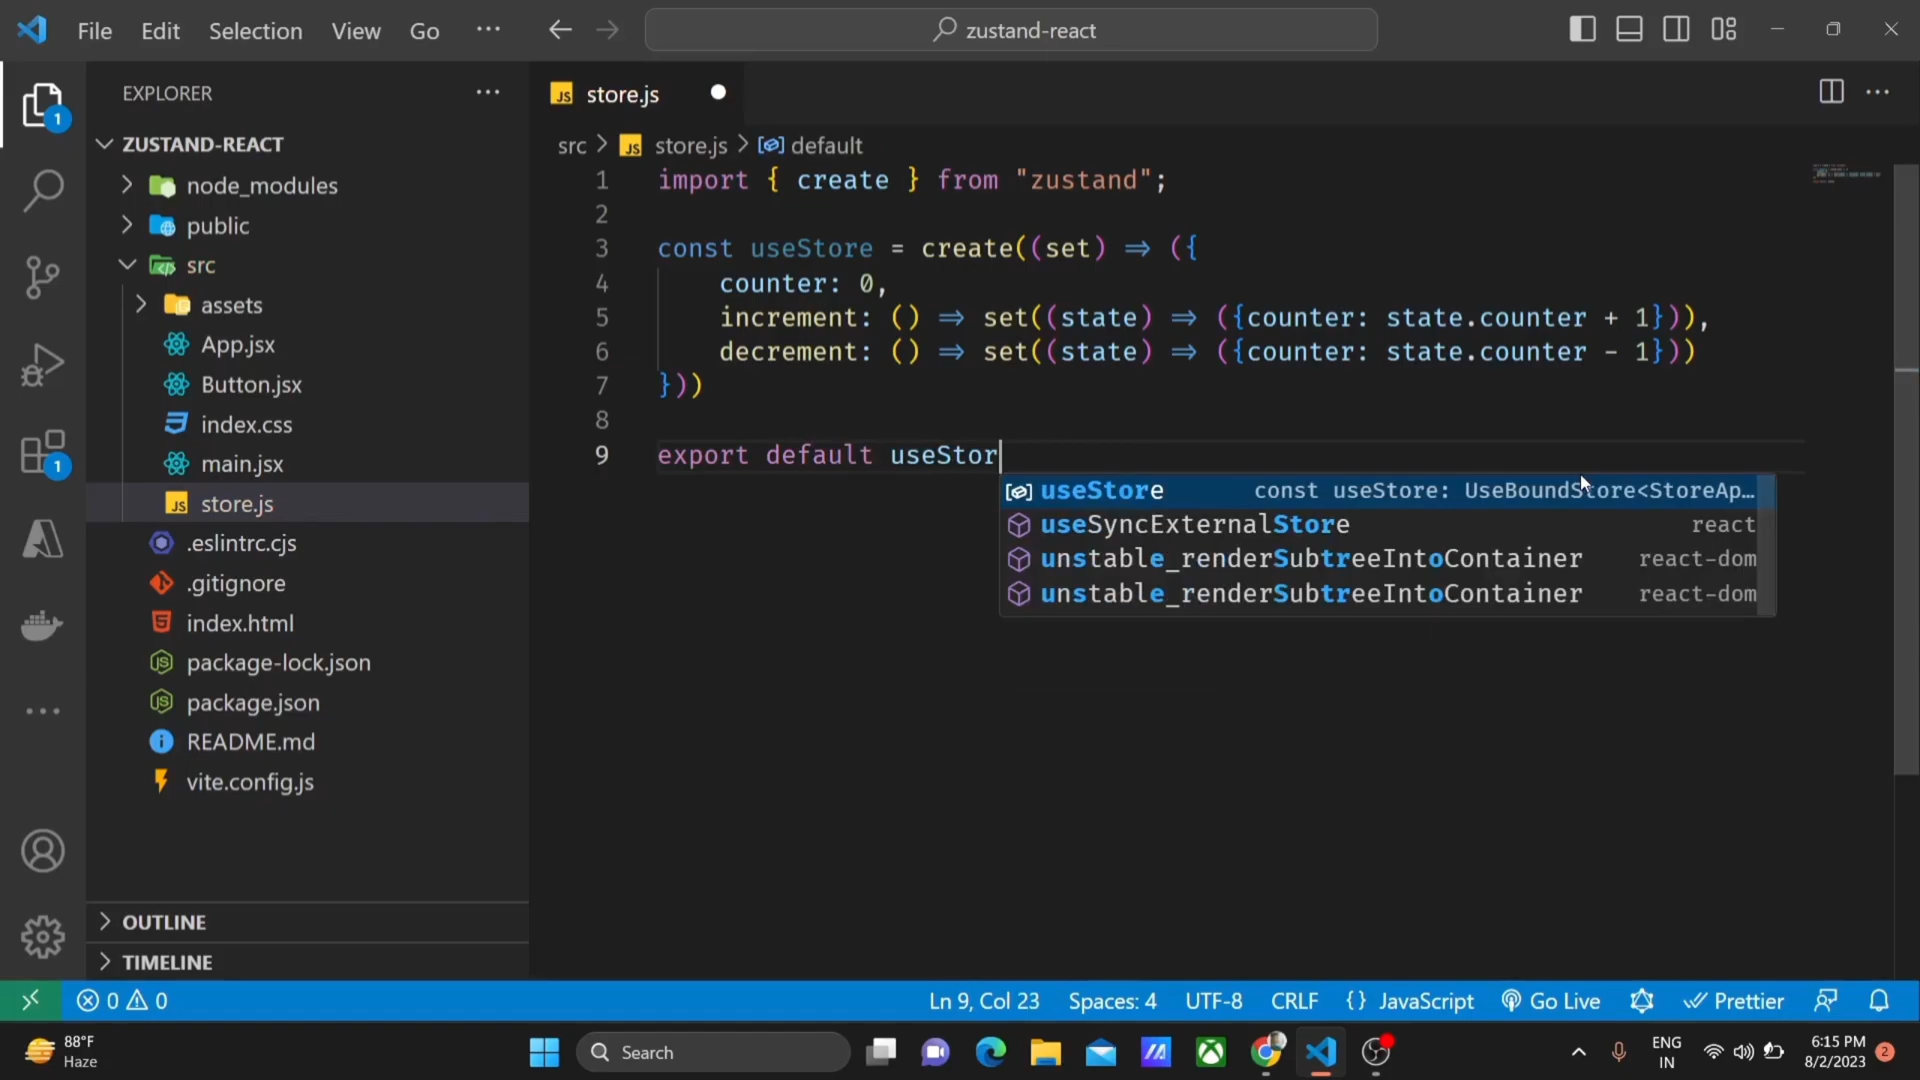 File Edit Selection View Go ··· zustand-react
EXPLORER ···
1
ZUSTAND-REACT
node_modules
public
src
assets
App.jsx
Button.jsx
index.css
main.jsx
JS store.js
.eslintrc.cjs
.gitignore
index.html
package-lock.json
package.json
README.md
vite.config.js
1
OUTLINE
TIMELINE
JS store.js
src > JS store.js > default
1 import { create } from "zustand";
2
3 const useStore = create((set) ⇒ ({
4 counter: 0,
5 increment: () ⇒ set((state) ⇒ ({counter: state.counter + 1})),
6 decrement: () ⇒ set((state) ⇒ ({counter: state.counter - 1}))
7 }))
8
9 export default useStor
useStore const useStore: UseBoundStore<StoreAp…
useSyncExternalStore react
unstable_renderSubtreeIntoContainer react-dom
unstable_renderSubtreeIntoContainer react-dom
0 0 Ln 9, Col 23 Spaces: 4 UTF-8 CRLF {} JavaScript Go Live Prettier
88°F
Haze
Search
ENG
IN
6:15 PM
8/2/2023
2